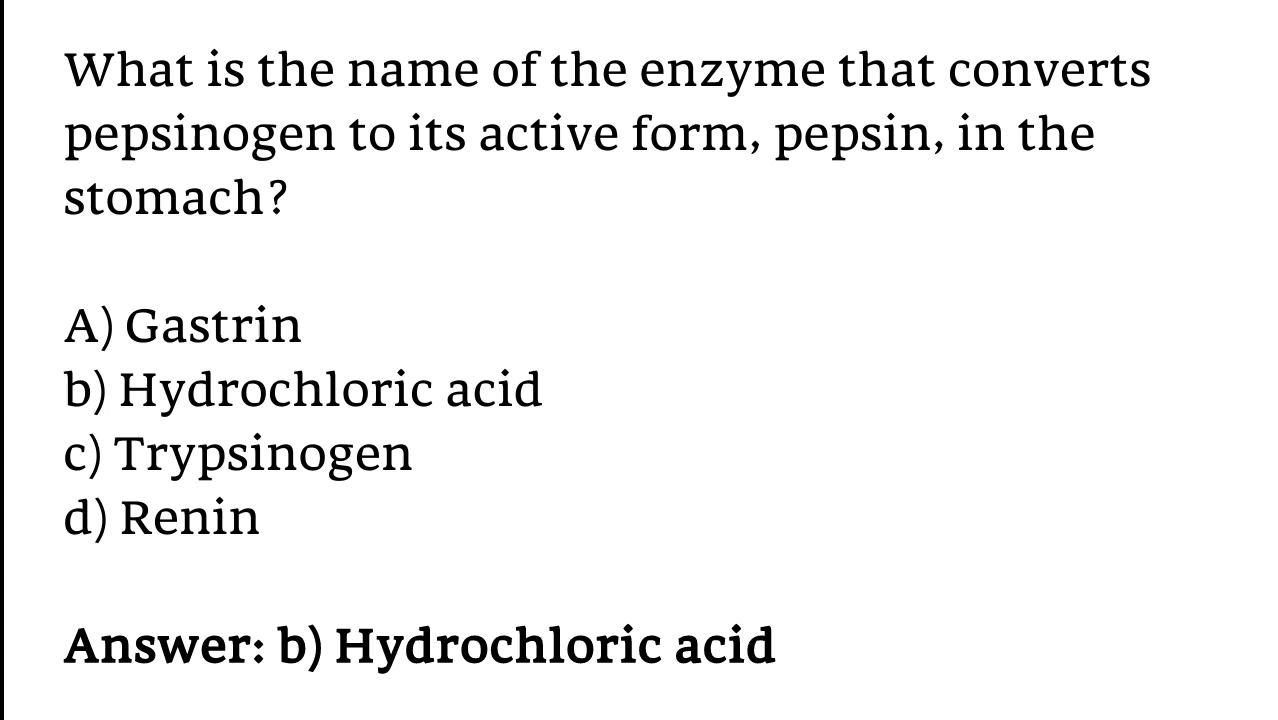 What is the name of the enzyme that converts
pepsinogen to its active form, pepsin, in the
stomach?
A) Gastrin
b) Hydrochloric acid
c) Trypsinogen
d) Renin
Answer: b) Hydrochloric acid